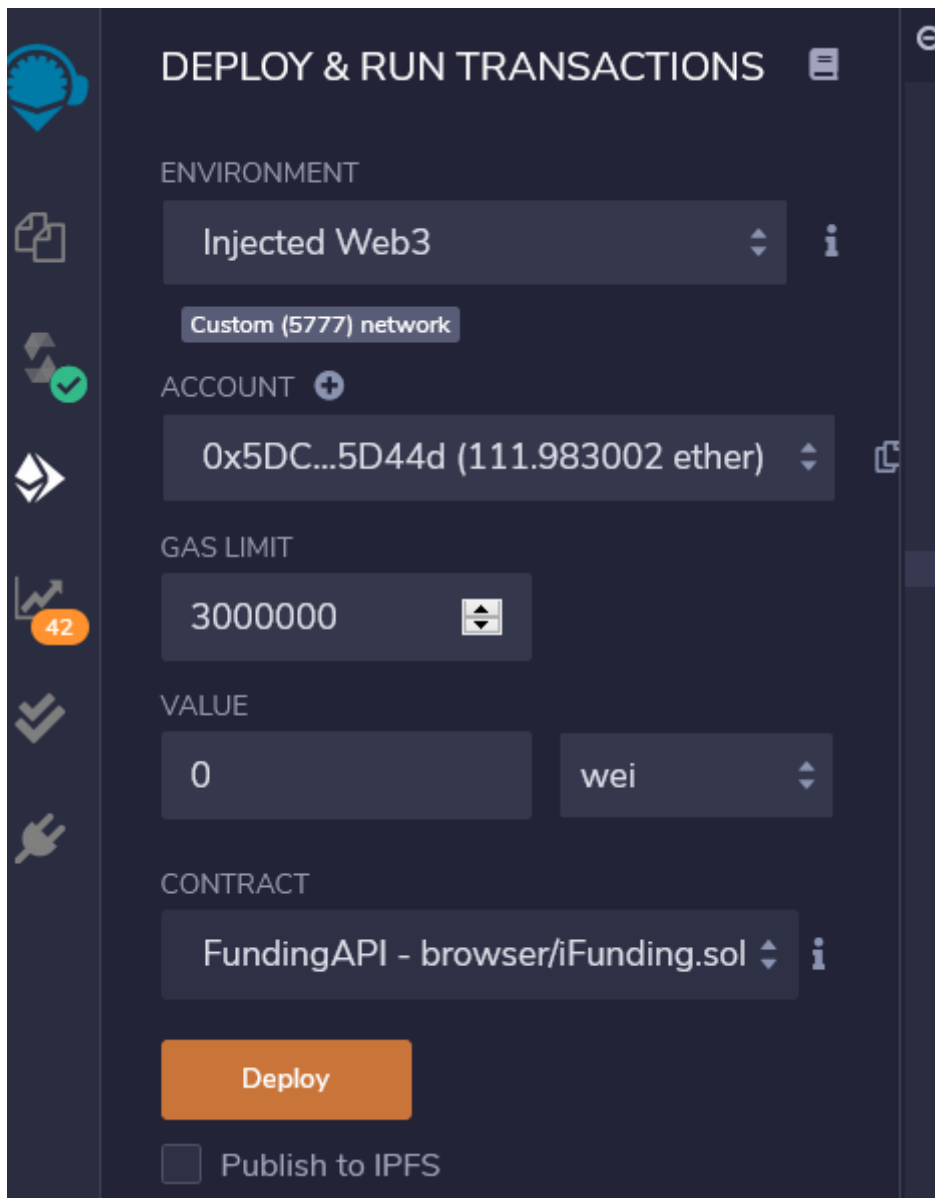 DEPLOY & RUN TRANSACTIONS
ENVIRONMENT
Injected Web3
Custom (5777) network
ACCOUNT
0x5DC...5D44d (111.983002 ether)
GAS LIMIT
3000000
42
VALUE
0 wei
CONTRACT
FundingAPI - browser/iFunding.sol
Deploy
Publish to IPFS